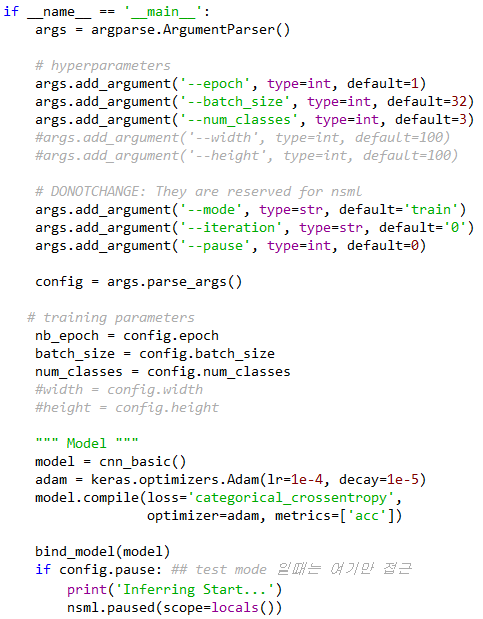 if __name__ == '__main__':
    args = argparse.ArgumentParser()

    # hyperparameters
    args.add_argument('--epoch', type=int, default=1)
    args.add_argument('--batch_size', type=int, default=32)
    args.add_argument('--num_classes', type=int, default=3)
    #args.add_argument('--width', type=int, default=100)
    #args.add_argument('--height', type=int, default=100)

    # DONOTCHANGE: They are reserved for nsml
    args.add_argument('--mode', type=str, default='train')
    args.add_argument('--iteration', type=str, default='0')
    args.add_argument('--pause', type=int, default=0)

    config = args.parse_args()

   # training parameters
    nb_epoch = config.epoch
    batch_size = config.batch_size
    num_classes = config.num_classes
    #width = config.width
    #height = config.height

    """ Model """
    model = cnn_basic()
    adam = keras.optimizers.Adam(lr=1e-4, decay=1e-5)
    model.compile(loss='categorical_crossentropy',
                  optimizer=adam, metrics=['acc'])

    bind_model(model)
    if config.pause: ## test mode 일때는 여기만 접근
        print('Inferring Start...')
        nsml.paused(scope=locals())